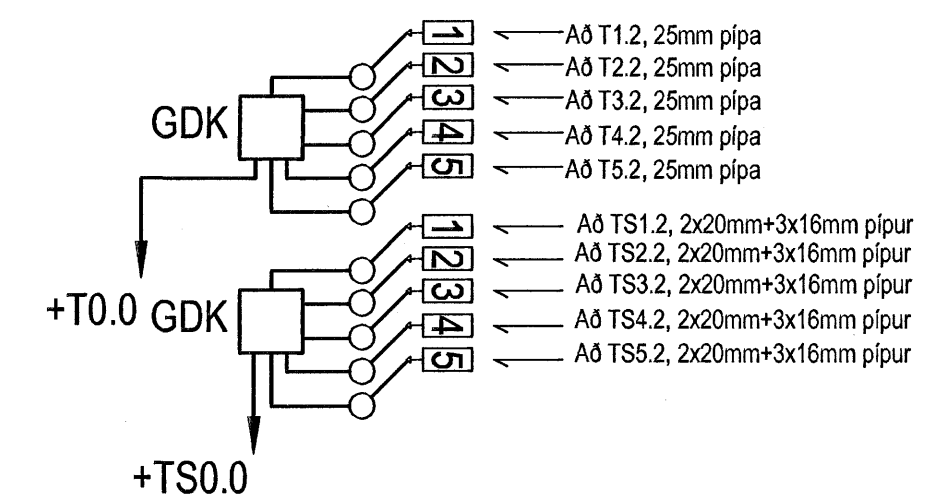 1 Að T1.2, 25mm pípa
2 Að T2.2, 25mm pípa
3 Að T3.2, 25mm pípa
GDK
4 Að T4.2, 25mm pípa
5 Að T5.2, 25mm pípa
1 Að TS1.2, 2x20mm+3x16mm pípur
2 Að TS2.2, 2x20mm+3x16mm pípur
3 Að TS3.2, 2x20mm+3x16mm pípur
+T0.0 GDK
4 Að TS4.2, 2x20mm+3x16mm pípur
5 Að TS5.2, 2x20mm+3x16mm pípur
+TS0.0